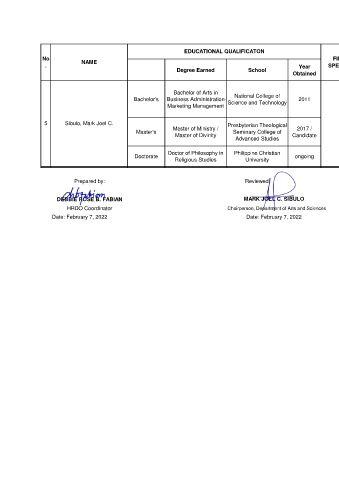 EDUCATIONAL QUALIFICATON
No
.
NAME
Degree Earned
School
Year
Obtained
FI
SPE
5
Sibulo, Mark Joel C.
Bachelor's
Bachelor of Arts in
Business Administration
Marketing Management
National College of
Science and Technology
2011
Master's
Master of Ministry /
Master of Divinity
Presbyterian Theological
Seminary College of
Advanced Studies
2017 /
Candidate
Doctorate
Doctor of Philosophy in
Religious Studies
Philippine Christian
University
ongoing
Prepared by:
Reviewed
DEBBIE ROSE B. FABIAN
MARK JOEL C. SIBULO
HRDO Coordinator
Chairperson, Department of Arts and Sciences
Date: February 7, 2022
Date: February 7, 2022